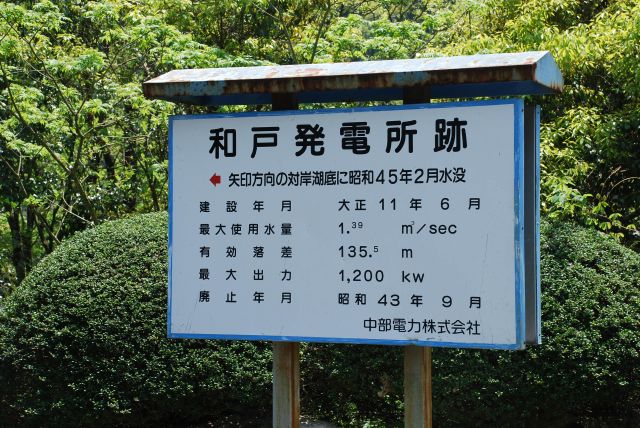 和戸発電所跡
← 矢印方向の対岸湖底に昭和45年2月水没
建設年月 大正11年6月
最大使用水量 1.39 m³/sec
有効落差 135.5 m
最大出力 1,200 kw
廃止年月 昭和43年9月
中部電力株式会社